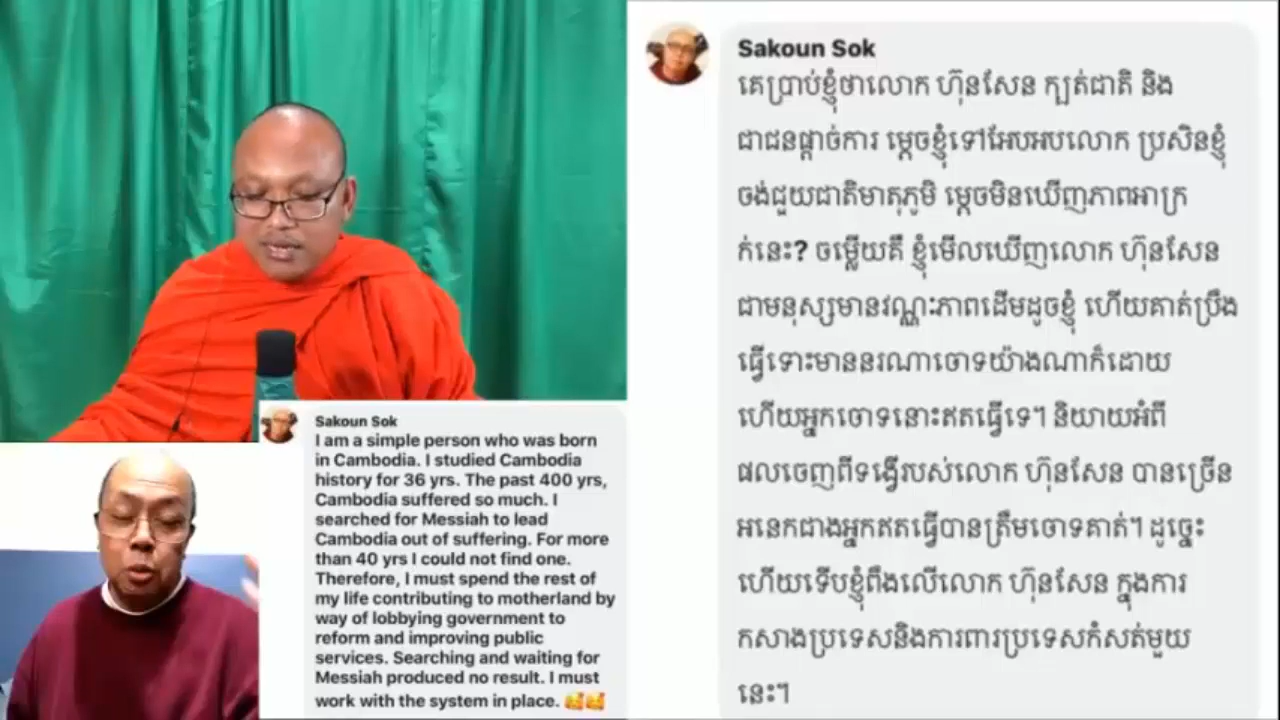 Sakoun Sok
I am a simple person who was born
in Cambodia. I studied Cambodia
history for 36 yrs. The past 400 yrs,
Cambodia suffered so much. I
searched for Messiah to lead
Cambodia out of suffering. For more
than 40 yrs I could not find one.
Therefore, I must spend the rest of
my life contributing to motherland by
way of lobbying government to
reform and improving public
services. Searching and waiting for
Messiah produced no result. I must
work with the system in place. 🥰🥰
Sakoun Sok
គេប្រាប់ខ្ញុំថាលោក ហ៊ុនសែន ក្បត់ជាតិ និង
ជាជនផ្តាច់ការ ម្តេចខ្ញុំទៅអែបអបលោក ប្រសិនខ្ញុំ
ចង់ជួយជាតិមាតុភូមិ ម្តេចមិនឃើញភាពអាក្រ
ក់នេះ? ចម្លើយគឺ ខ្ញុំមើលឃើញលោក ហ៊ុនសែន
ជាមនុស្សមានវណ្ណៈភាពដើមដូចខ្ញុំ ហើយគាត់ប្រឹង
ធ្វើទោះមាននរណាចោទយ៉ាងណាក៏ដោយ
ហើយអ្នកចោទនោះឥតធ្វើទេ។ និយាយអំពី
ផលចេញពីទង្វើរបស់លោក ហ៊ុនសែន បានច្រើន
អនេកជាងអ្នកឥតធ្វើបានត្រឹមចោទគាត់។ ដូច្នេះ
ហើយទើបខ្ញុំពឹងលើលោក ហ៊ុនសែន ក្នុងការ
កសាងប្រទេសនិងការពារប្រទេសកំសត់មួយ
នេះ។